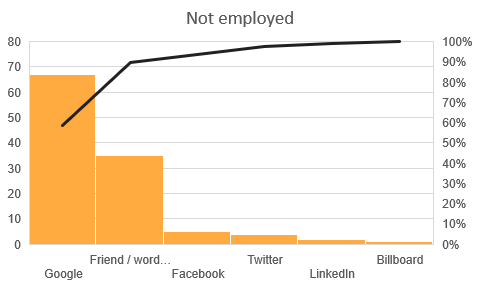 Not employed
80
70
60
50
40
30
20
10
0
100%
90%
80%
70%
60%
50%
40%
30%
20%
10%
0%
Google
Friend / word…
Facebook
Twitter
LinkedIn
Billboard